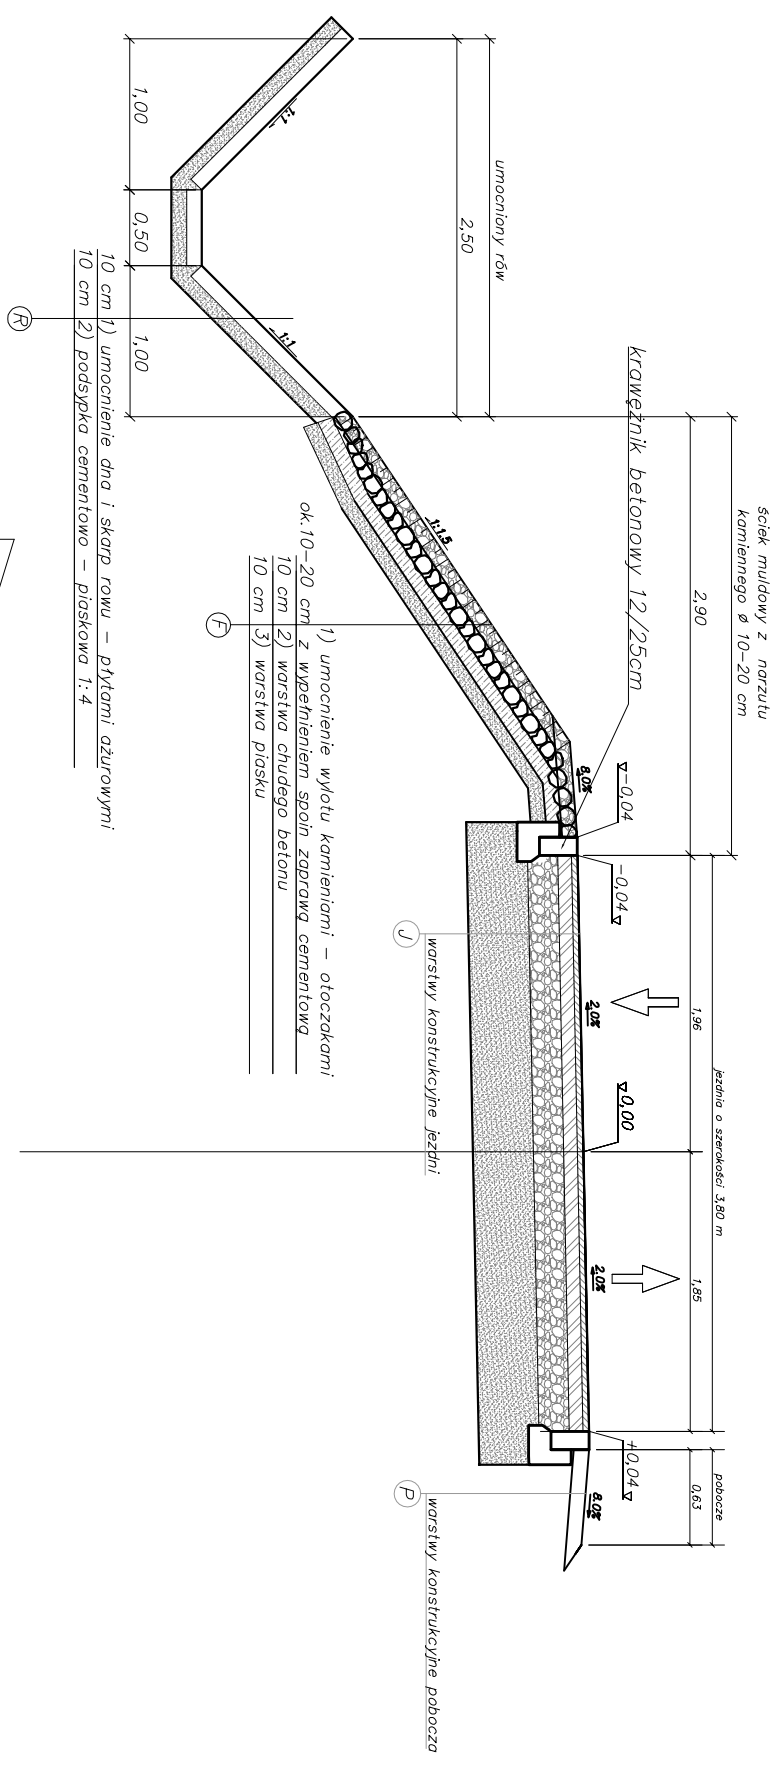 ściek muldowy z narzutu
kamiennego ø 10–20 cm
krawężnik betonowy 12/25cm
umocniony rów
2,50
2,90
jezdnia o szerokości 3,80 m
1,96
1,85
pobocze
0,63
-0,04
-0,04
0,00
+0,04
8.0%
2.0%
2.0%
8.0%
1:1
1:1
1:1.5
1,00
0,50
1,00
R
10 cm 1) umocnienie dna i skarp rowu – płytami ażurowymi
10 cm 2) podsypka cementowo – piaskowa 1:4
F
1) umocnienie wylotu kamieniami – otoczakami
ok.10–20 cm z wypełnieniem spoin zaprawą cementową
10 cm 2) warstwa chudego betonu
10 cm 3) warstwa piasku
J
warstwy konstrukcyjne jezdni
P
warstwy konstrukcyjne pobocza